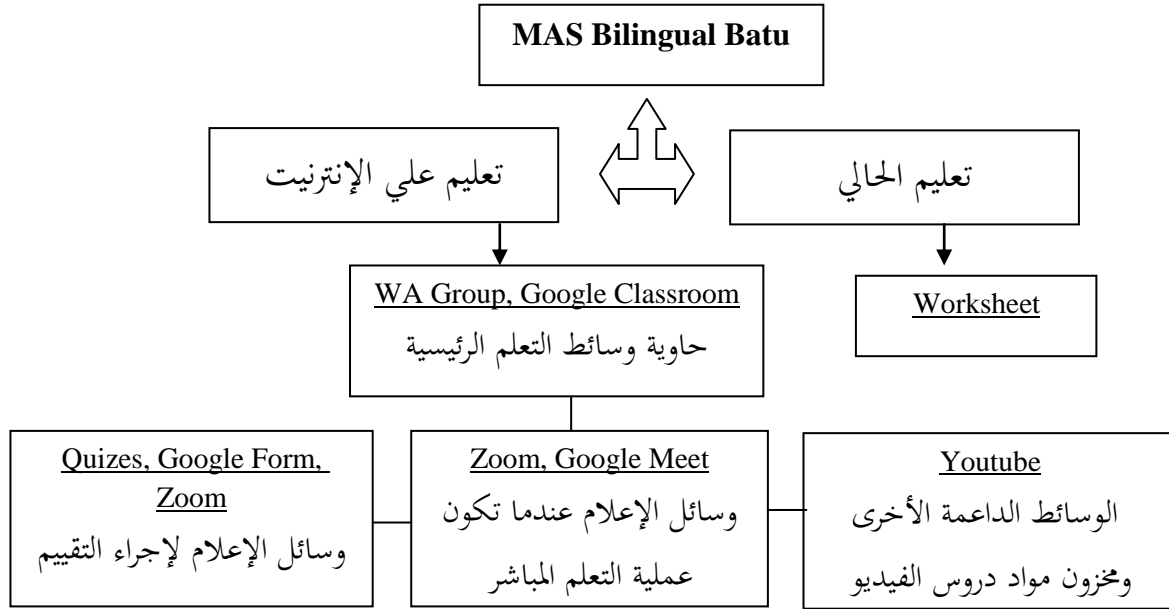 MAS Bilingual Batu
تعليم علي الإنترنيت
تعليم الحالي
WA Group, Google Classroom
حاوية وسائط التعلم الرئيسية
Worksheet
Quizes, Google Form,
Zoom
وسائل الإعلام لإجراء التقييم
Zoom, Google Meet
وسائل الإعلام عندما تكون
عملية التعلم المباشر
Youtube
الوسائط الداعمة الأخرى
ومخزون مواد دروس الفيديو